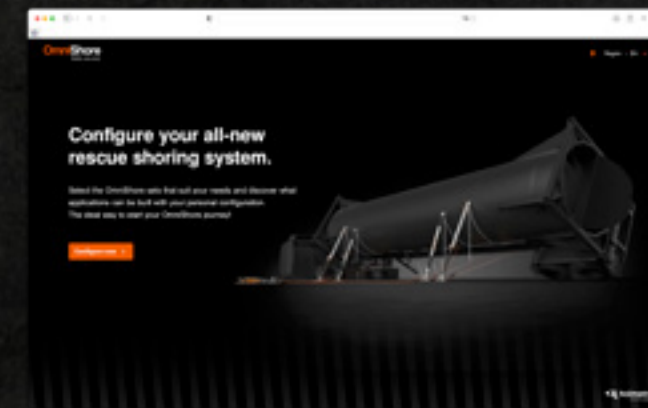 OmniShore
Configure your all-new
rescue shoring system.
Select the OmniShore sets that suit your needs and discover what
applications can be built with your personal configuration.
The ideal way to start your OmniShore journey!
Configure now